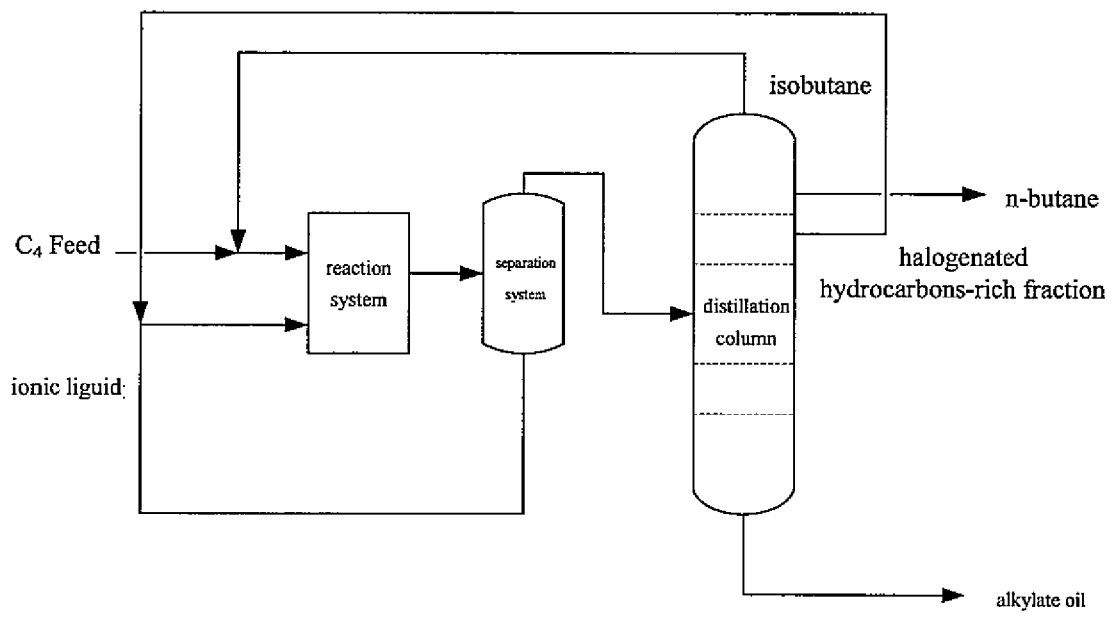 isobutane
n-butane
C₄ Feed
reaction
system
separation
system
halogenated
hydrocarbons-rich fraction
distillation
column
ionic liguid
alkylate oil